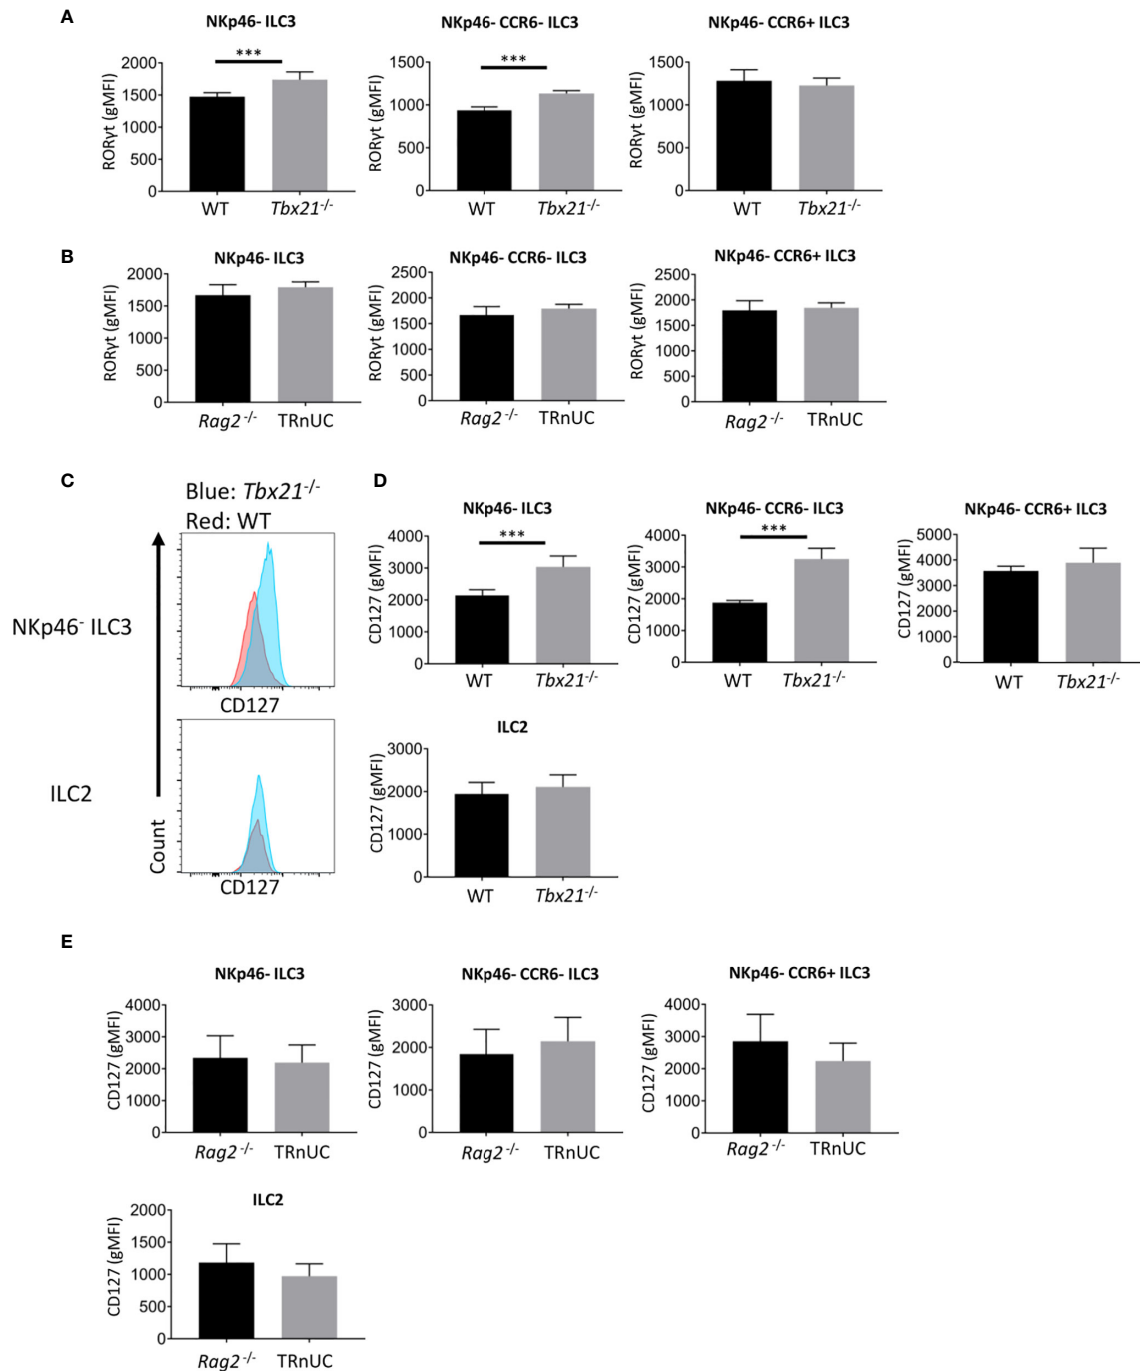 A
NKp46- ILC3
NKp46- CCR6- ILC3
NKp46- CCR6+ ILC3
RORγt (gMFI)
2000
1500
1000
500
0
***
WT
Tbx21-/-
RORγt (gMFI)
1500
1000
500
0
***
WT
Tbx21-/-
RORγt (gMFI)
1500
1000
500
0
WT
Tbx21-/-
B
NKp46- ILC3
NKp46- CCR6- ILC3
NKp46- CCR6+ ILC3
RORγt (gMFI)
2000
1500
1000
500
0
Rag2 -/-
TRnUC
RORγt (gMFI)
2500
2000
1500
1000
500
0
Rag2 -/-
TRnUC
RORγt (gMFI)
2500
2000
1500
1000
500
0
Rag2 -/-
TRnUC
C
Blue: Tbx21-/-
Red: WT
NKp46- ILC3
CD127
ILC2
Count
CD127
D
NKp46- ILC3
NKp46- CCR6- ILC3
NKp46- CCR6+ ILC3
CD127 (gMFI)
4000
3000
2000
1000
0
***
WT
Tbx21-/-
CD127 (gMFI)
4000
3000
2000
1000
0
***
WT
Tbx21-/-
CD127 (gMFI)
5000
4000
3000
2000
1000
0
WT
Tbx21-/-
ILC2
CD127 (gMFI)
3000
2000
1000
0
WT
Tbx21-/-
E
NKp46- ILC3
NKp46- CCR6- ILC3
NKp46- CCR6+ ILC3
CD127 (gMFI)
4000
3000
2000
1000
0
Rag2 -/-
TRnUC
CD127 (gMFI)
3000
2000
1000
0
Rag2 -/-
TRnUC
CD127 (gMFI)
4000
3000
2000
1000
0
Rag2 -/-
TRnUC
ILC2
CD127 (gMFI)
2000
1500
1000
500
0
Rag2 -/-
TRnUC